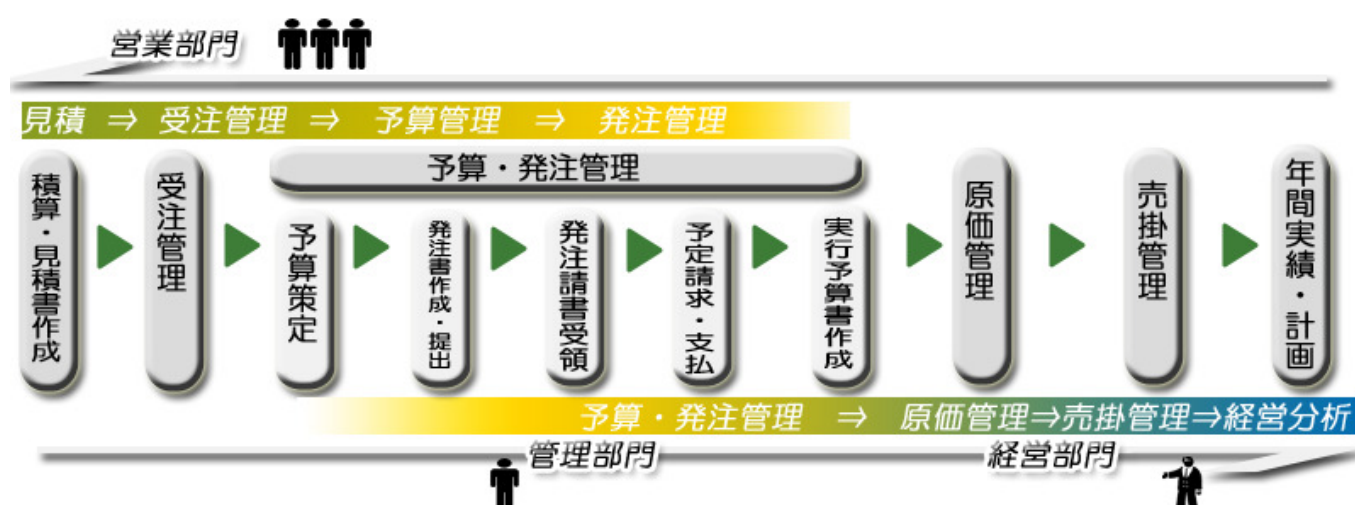 営業部門
見積 ⇒ 受注管理 ⇒ 予算管理 ⇒ 発注管理
予算・発注管理
積算・見積書作成
受注管理
予算策定
発注書作成・提出
発注請書受領
予定請求・支払
実行予算書作成
原価管理
売掛管理
年間実績・計画
予算・発注管理 ⇒ 原価管理⇒売掛管理⇒経営分析
管理部門
経営部門